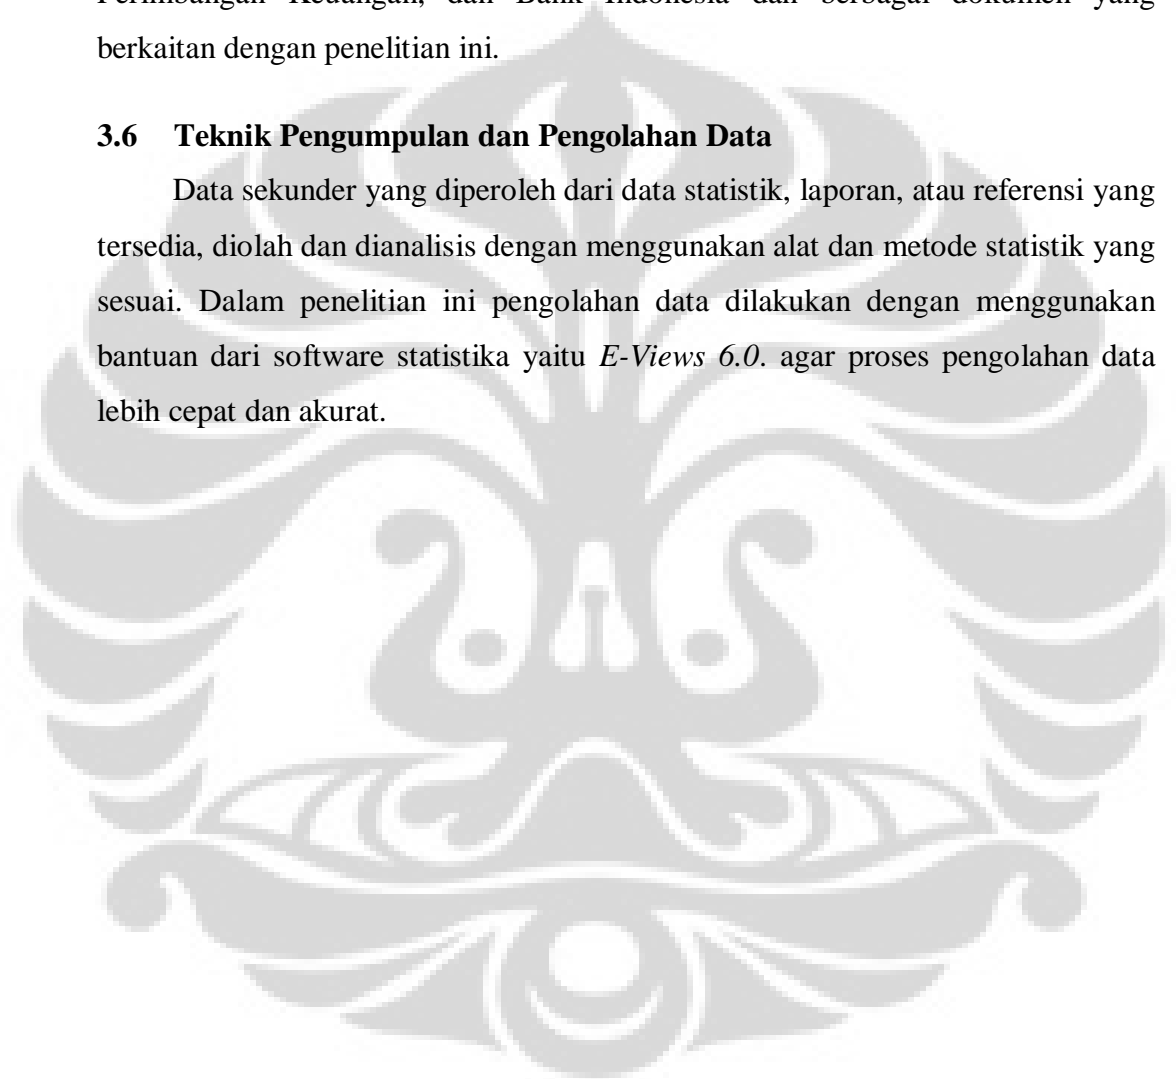 Perimbangan Keuangan, dan Bank Indonesia dan berbagai dokumen yang
berkaitan dengan penelitian ini.
3.6 Teknik Pengumpulan dan Pengolahan Data
Data sekunder yang diperoleh dari data statistik, laporan, atau referensi yang
tersedia, diolah dan dianalisis dengan menggunakan alat dan metode statistik yang
sesuai. Dalam penelitian ini pengolahan data dilakukan dengan menggunakan
bantuan dari software statistika yaitu E-Views 6.0. agar proses pengolahan data
lebih cepat dan akurat.